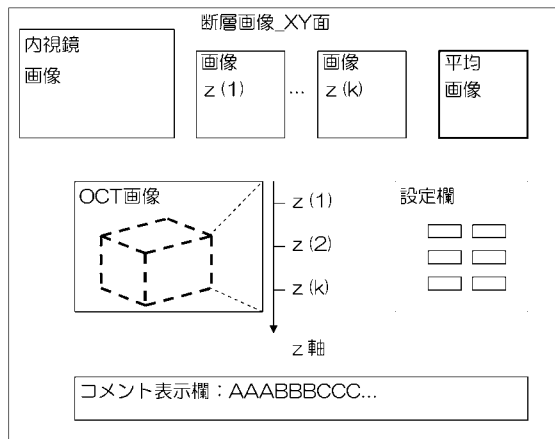 断層画像_XY面
内視鏡
画像
画像
z(1)
...
画像
z(k)
平均
画像
OCT画像
z(1)
z(2)
z(k)
z軸
設定欄
コメント表示欄：AAABBBCCC...